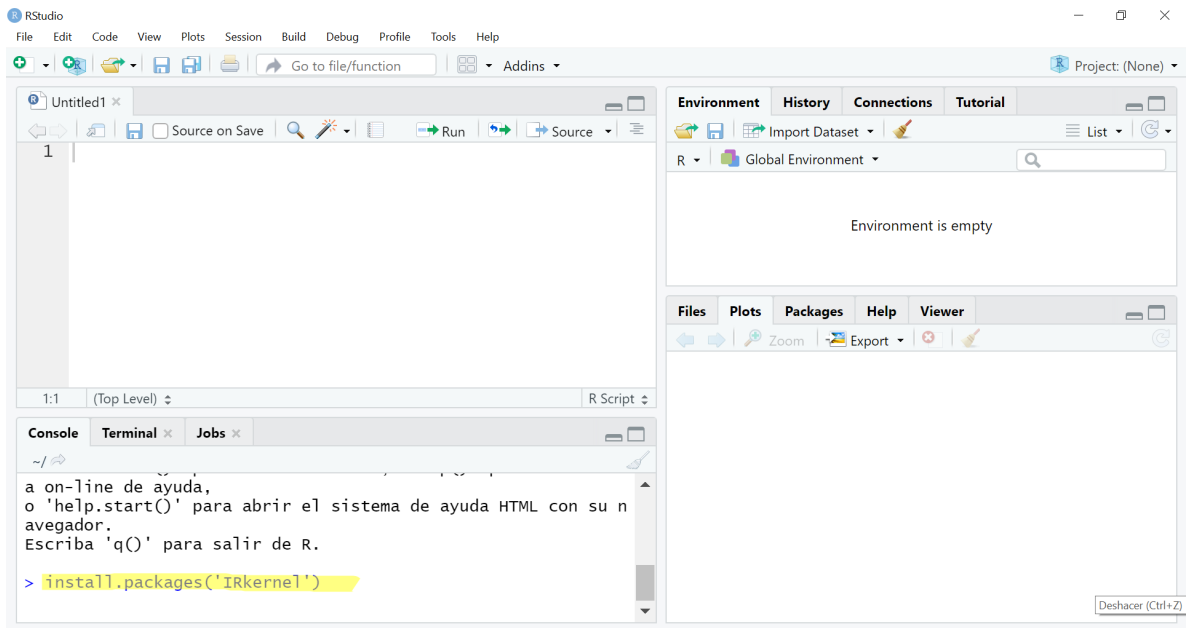 RStudio
File Edit Code View Plots Session Build Debug Profile Tools Help
Go to file/function Addins Project: (None)
Untitled1
Source on Save Run Source
1
1:1 (Top Level) R Script
Console Terminal Jobs
~/
a on-line de ayuda,
o 'help.start()' para abrir el sistema de ayuda HTML con su n
avegador.
Escriba 'q()' para salir de R.
> install.packages('IRkernel')
Environment History Connections Tutorial
Import Dataset List
R Global Environment
Environment is empty
Files Plots Packages Help Viewer
Zoom Export
Deshacer (Ctrl+Z)